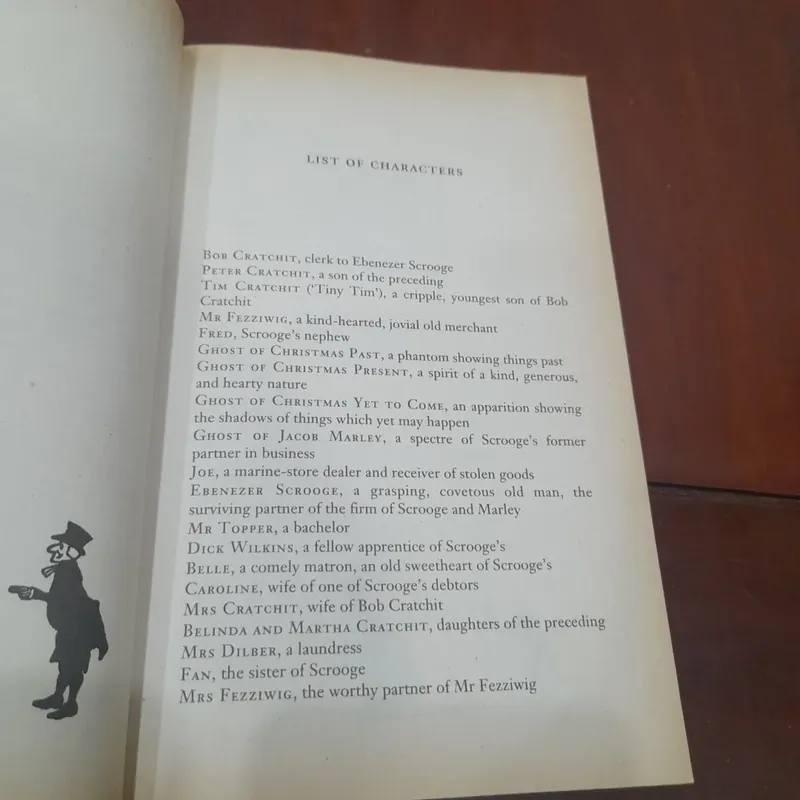 LIST OF CHARACTERS
BOB CRATCHIT, clerk to Ebenezer Scrooge
PETER CRATCHIT, a son of the preceding
TIM CRATCHIT ('Tiny Tim'), a cripple, youngest son of Bob
Cratchit
MR FEZZIWIG, a kind-hearted, jovial old merchant
FRED, Scrooge's nephew
GHOST OF CHRISTMAS PAST, a phantom showing things past
GHOST OF CHRISTMAS PRESENT, a spirit of a kind, generous,
and hearty nature
GHOST OF CHRISTMAS YET TO COME, an apparition showing
the shadows of things which yet may happen
GHOST OF JACOB MARLEY, a spectre of Scrooge's former
partner in business
JOE, a marine-store dealer and receiver of stolen goods
EBENEZER SCROOGE, a grasping, covetous old man, the
surviving partner of the firm of Scrooge and Marley
MR TOPPER, a bachelor
DICK WILKINS, a fellow apprentice of Scrooge's
BELLE, a comely matron, an old sweetheart of Scrooge's
CAROLINE, wife of one of Scrooge's debtors
MRS CRATCHIT, wife of Bob Cratchit
BELINDA AND MARTHA CRATCHIT, daughters of the preceding
MRS DILBER, a laundress
FAN, the sister of Scrooge
MRS FEZZIWIG, the worthy partner of Mr Fezziwig